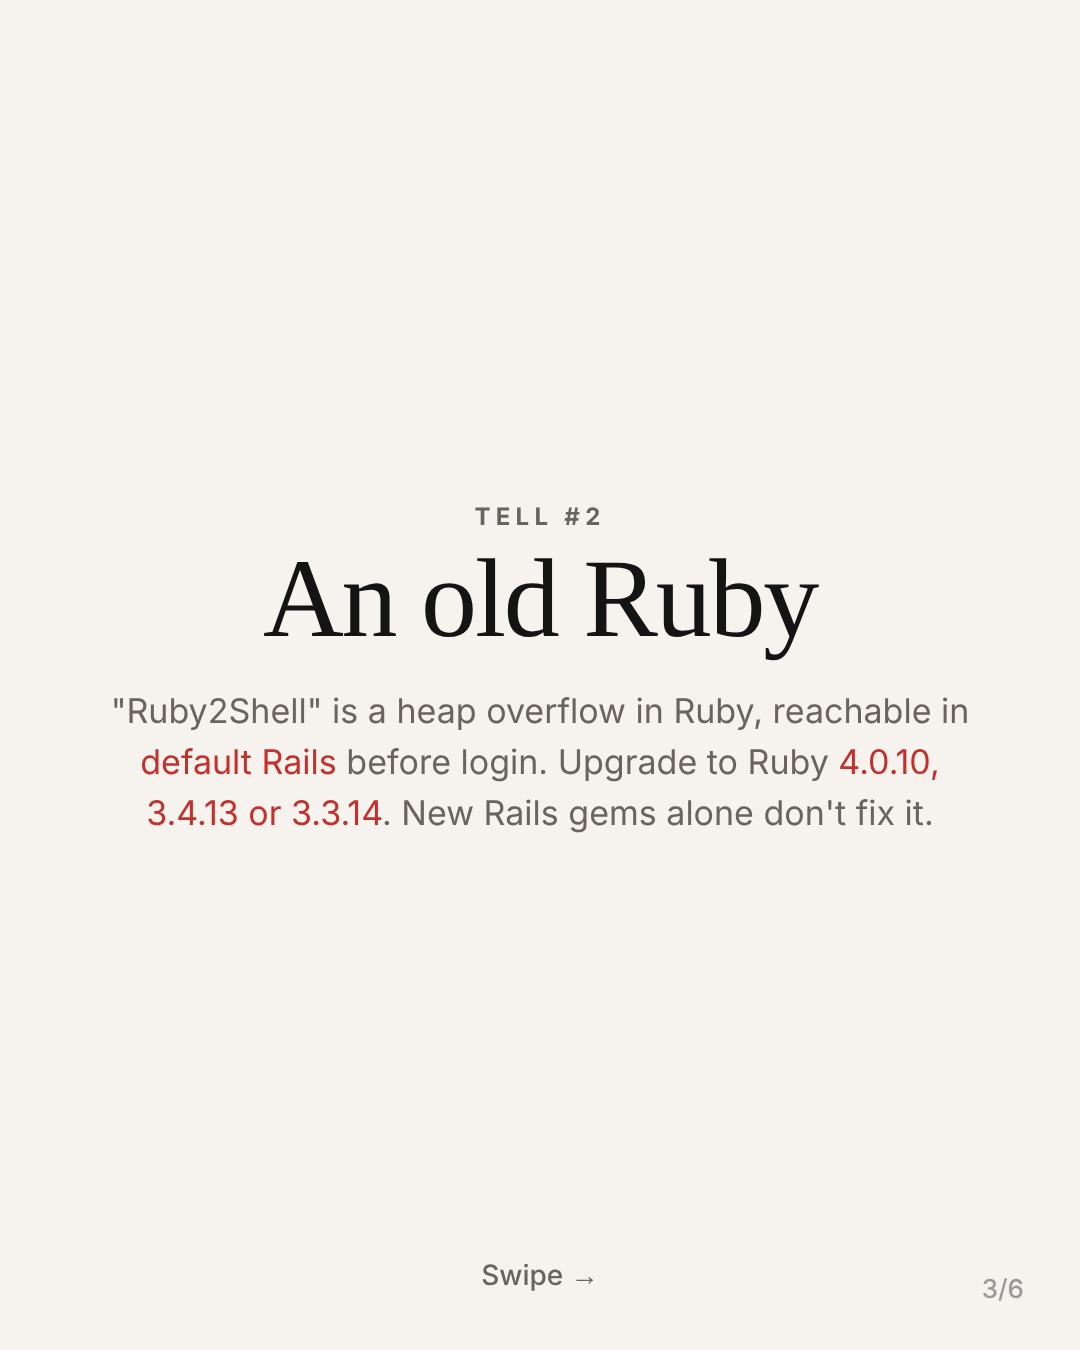 TELL #2
An old Ruby
"Ruby2Shell" is a heap overflow in Ruby, reachable in
default Rails before login. Upgrade to Ruby 4.0.10,
3.4.13 or 3.3.14. New Rails gems alone don't fix it.
Swipe →
3/6